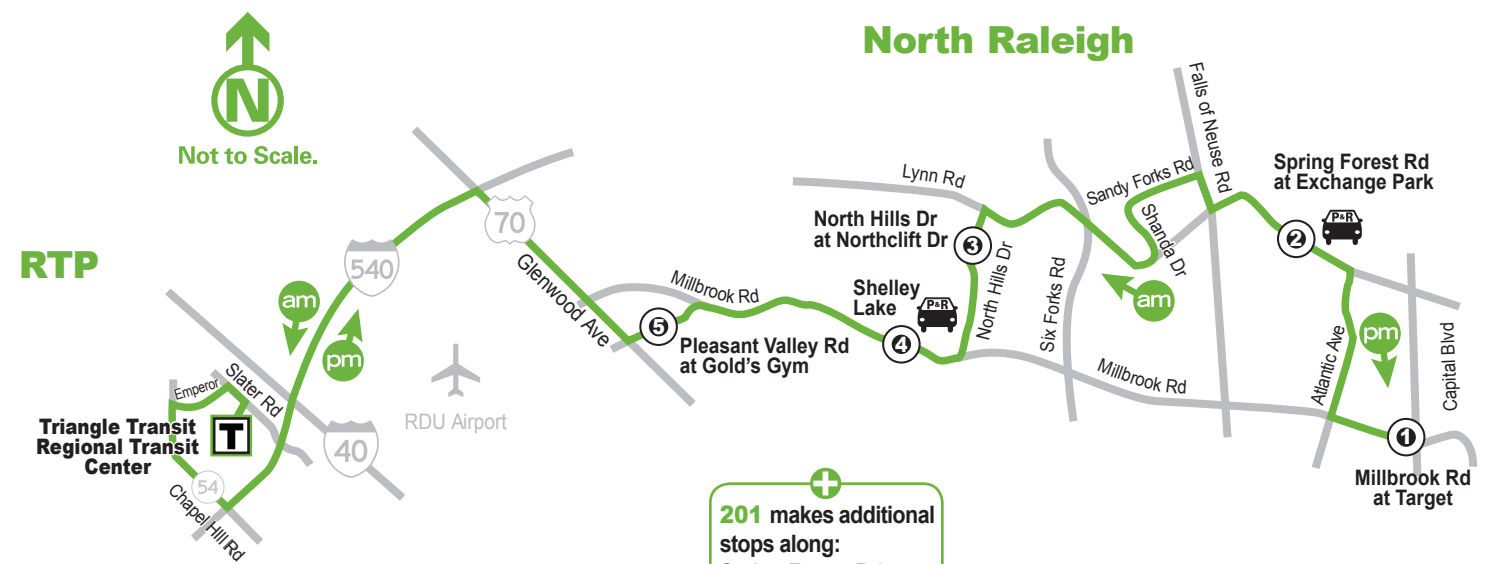 North Raleigh
N
Not to Scale.
RTP
am
pm
540
70
Glenwood Ave
Emperor
Slater Rd
Triangle Transit
Regional Transit
Center
T
54
Chapel Hill Rd
40
RDU Airport
Millbrook Rd
5
Pleasant Valley Rd
at Gold's Gym
Shelley
Lake
P&R
4
Lynn Rd
North Hills Dr
at Northclift Dr
3
North Hills Dr
Six Forks Rd
Sandy Forks Rd
Shanda Dr
Falls of Neuse Rd
am
Millbrook Rd
Spring Forest Rd
at Exchange Park
2
P&R
Atlantic Ave
pm
Capital Blvd
1
Millbrook Rd
at Target
+
201 makes additional
stops along: